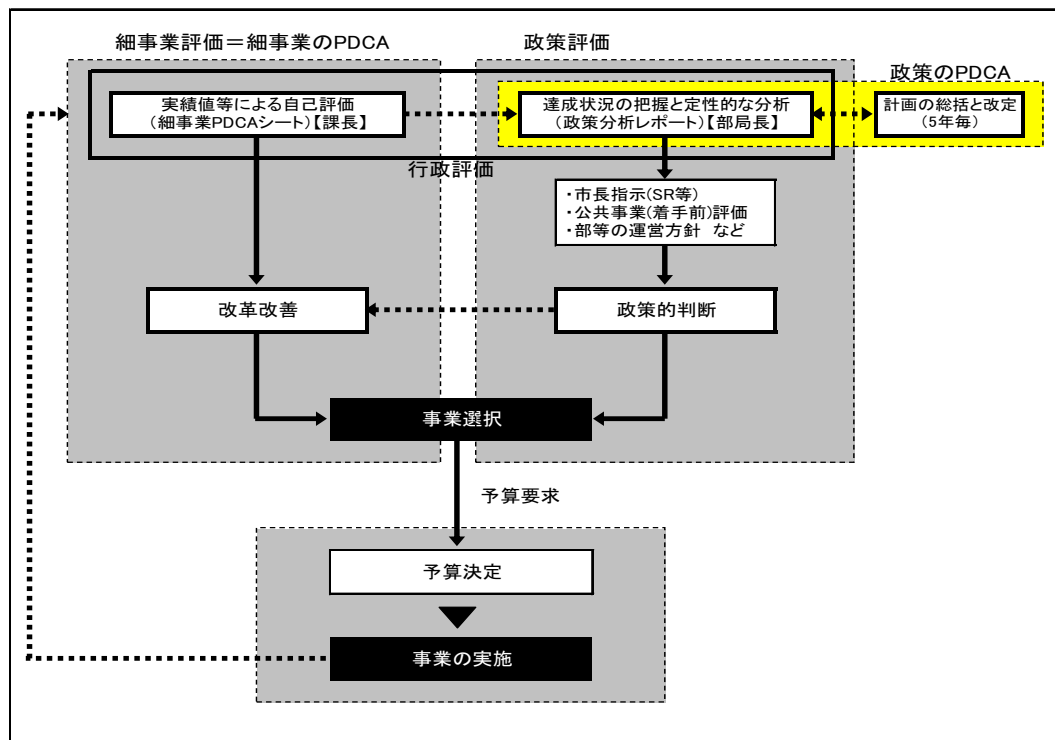 細事業評価＝細事業のPDCA
政策評価
政策のPDCA
実績値等による自己評価
(細事業PDCAシート)【課長】
達成状況の把握と定性的な分析
(政策分析レポート)【部局長】
計画の総括と改定
(5年毎)
行政評価
・市長指示(SR等)
・公共事業(着手前)評価
・部等の運営方針 など
改革改善
政策的判断
事業選択
予算要求
予算決定
事業の実施